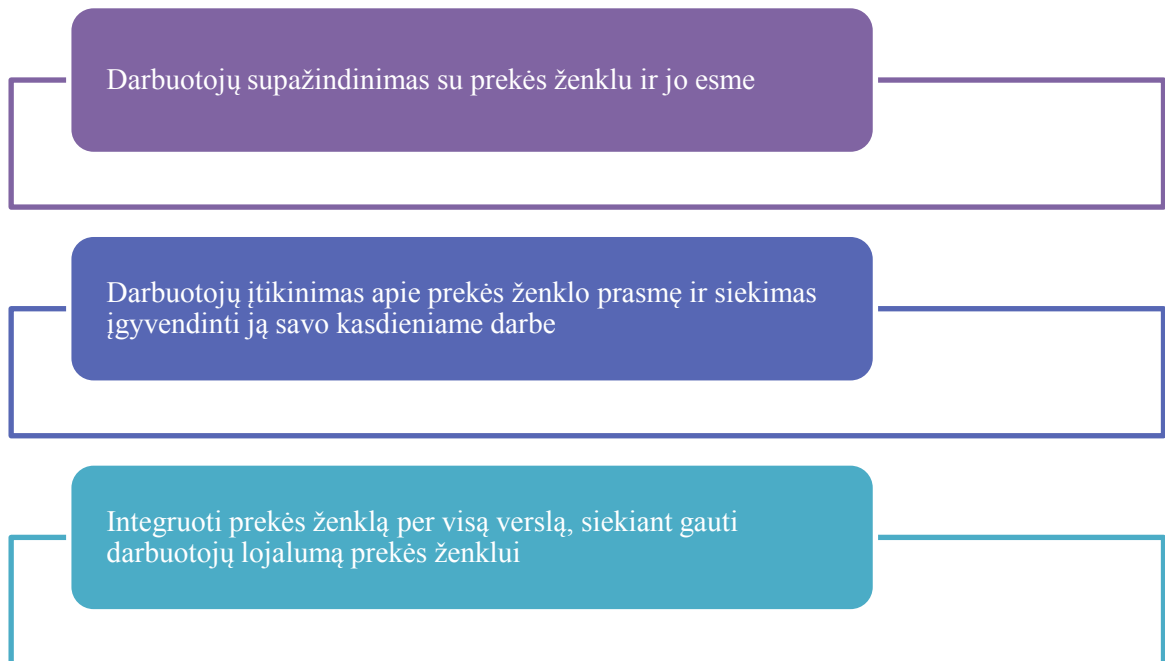 Darbuotojų supažindinimas su prekės ženklu ir jo esme
Darbuotojų įtikinimas apie prekės ženklo prasmę ir siekimas
įgyvendinti ją savo kasdieniame darbe
Integruoti prekės ženklą per visą verslą, siekiant gauti
darbuotojų lojalumą prekės ženklui